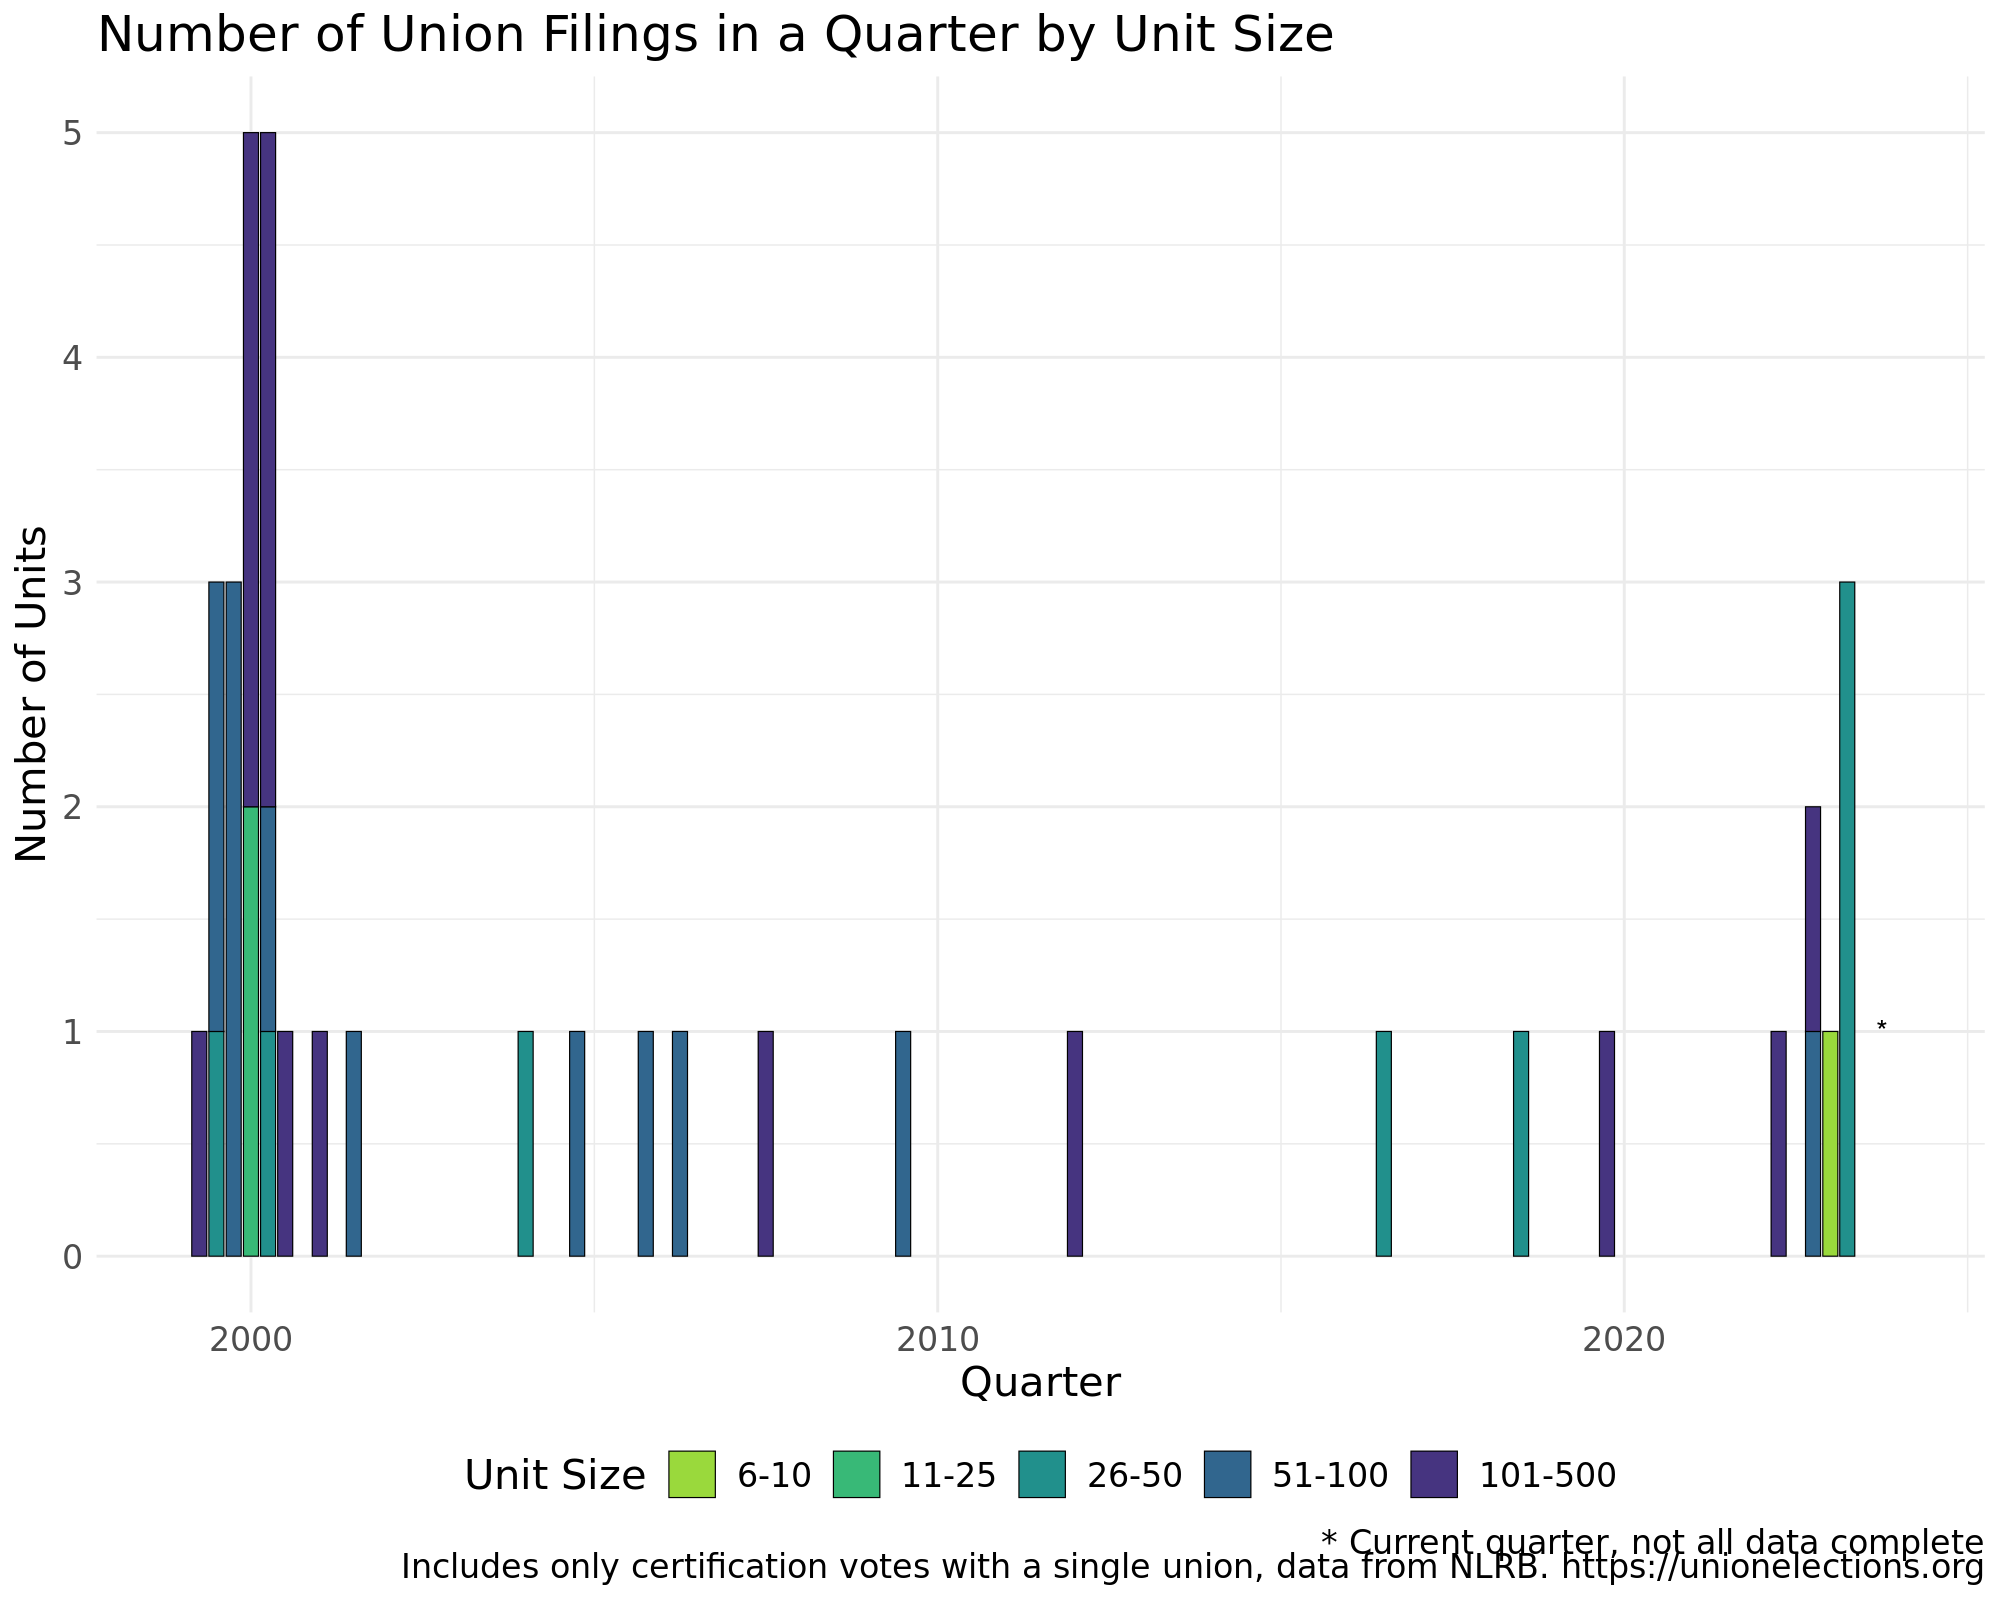 Number of Union Filings in a Quarter by Unit Size
Number of Units
5
4
3
2
1
0
*
2000 2010 2020
Quarter
Unit Size 6-10 11-25 26-50 51-100 101-500
* Current quarter, not all data complete
Includes only certification votes with a single union, data from NLRB. https://unionelections.org